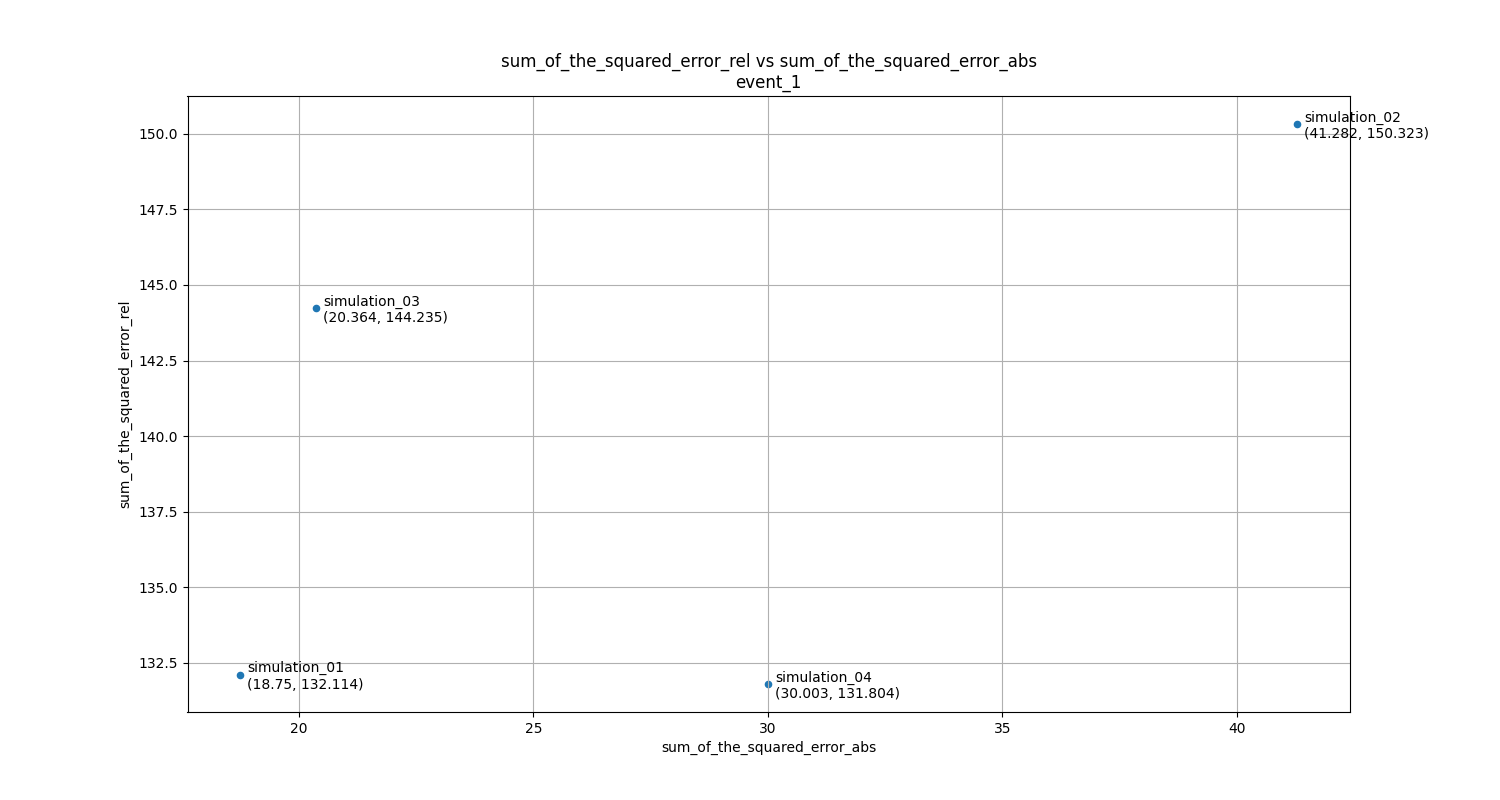 sum_of_the_squared_error_rel vs sum_of_the_squared_error_abs
event_1
sum_of_the_squared_error_rel
150.0
147.5
145.0
142.5
140.0
137.5
135.0
132.5
simulation_02
(41.282, 150.323)
simulation_03
(20.364, 144.235)
simulation_01
(18.75, 132.114)
simulation_04
(30.003, 131.804)
20
25
30
35
40
sum_of_the_squared_error_abs